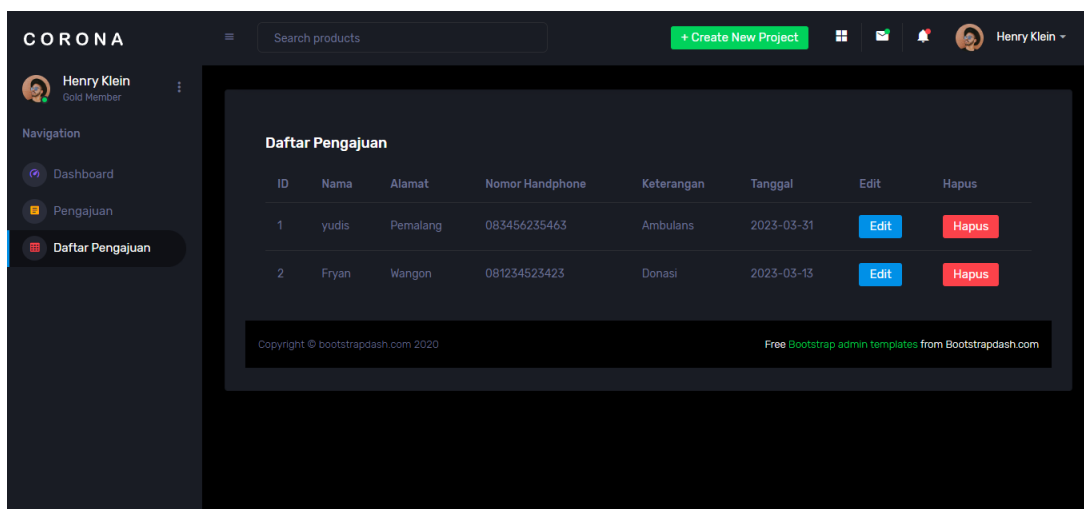 CORONA
Search products
+ Create New Project
Henry Klein
Henry Klein
Gold Member
Navigation
Dashboard
Pengajuan
Daftar Pengajuan
Daftar Pengajuan
ID Nama Alamat Nomor Handphone Keterangan Tanggal Edit Hapus
1 yudis Pemalang 083456235463 Ambulans 2023-03-31 Edit Hapus
2 Fryan Wangon 081234523423 Donasi 2023-03-13 Edit Hapus
Copyright © bootstrapdash.com 2020
Free Bootstrap admin templates from Bootstrapdash.com